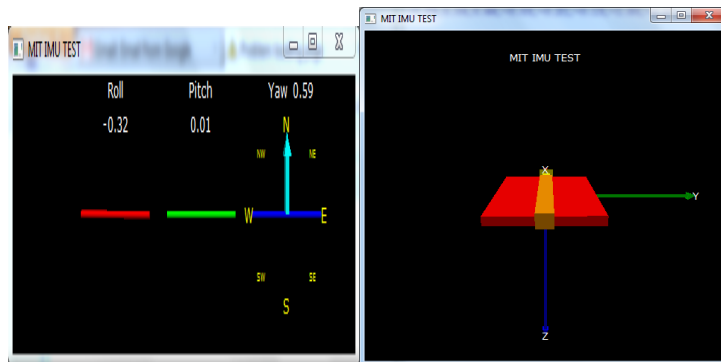 MIT IMU TEST
Roll Pitch Yaw 0.59
-0.32 0.01
N
NW NE
W E
SW SE
S
MIT IMU TEST
MIT IMU TEST
X
Y
Z